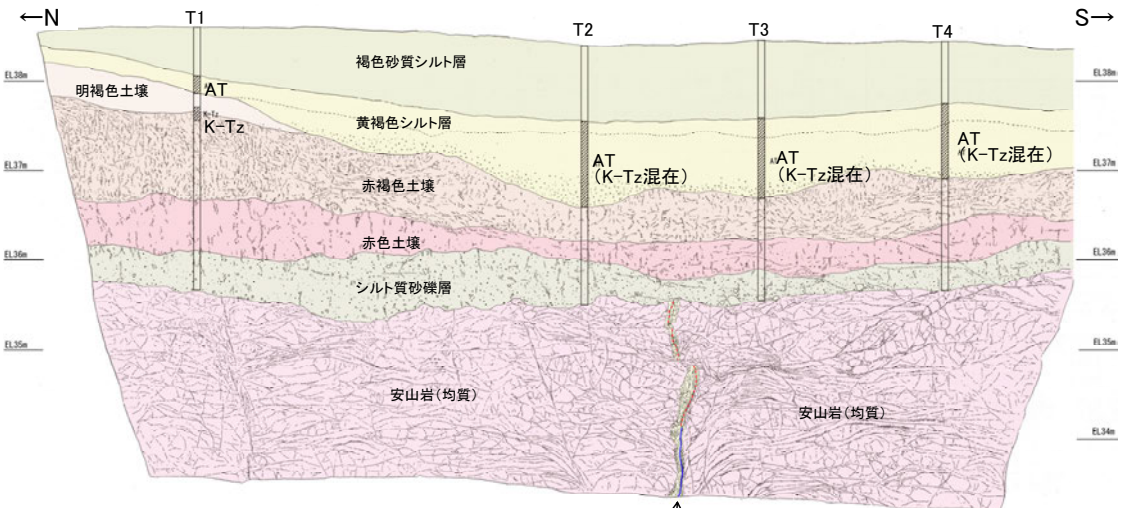 ←N
S→
T1
T2
T3
T4
褐色砂質シルト層
EL38m
EL38m
明褐色土壌
AT
K-Tz
K-Tz
黄褐色シルト層
AT
(K-Tz混在)
AT
(K-Tz混在)
AT
(K-Tz混在)
EL37m
EL37m
赤褐色土壌
赤色土壌
EL36m
EL36m
シルト質砂礫層
EL35m
EL35m
安山岩(均質)
安山岩(均質)
EL34m